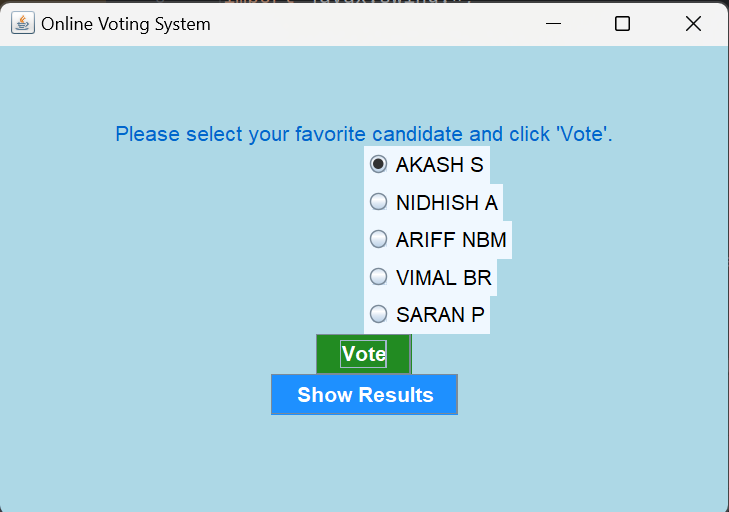 Online Voting System
Please select your favorite candidate and click 'Vote'.
AKASH S
NIDHISH A
ARIFF NBM
VIMAL BR
SARAN P
Vote
Show Results